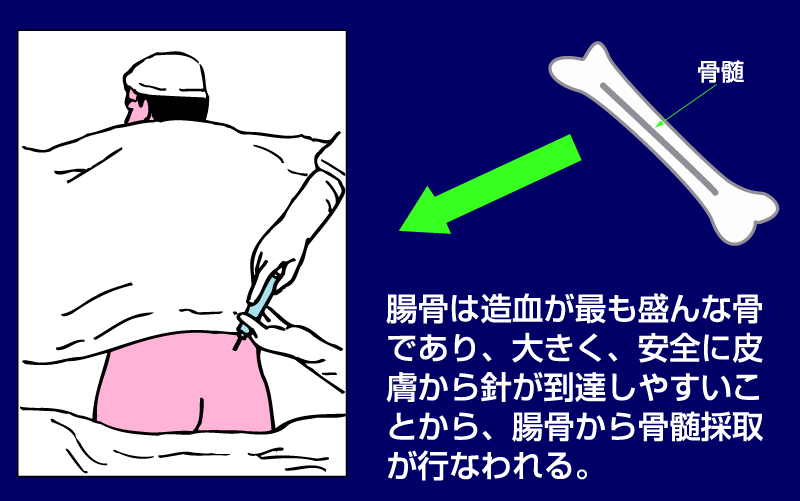 骨髄
腸骨は造血が最も盛んな骨
であり、大きく、安全に皮
膚から針が到達しやすいこ
とから、腸骨から骨髄採取
が行なわれる。